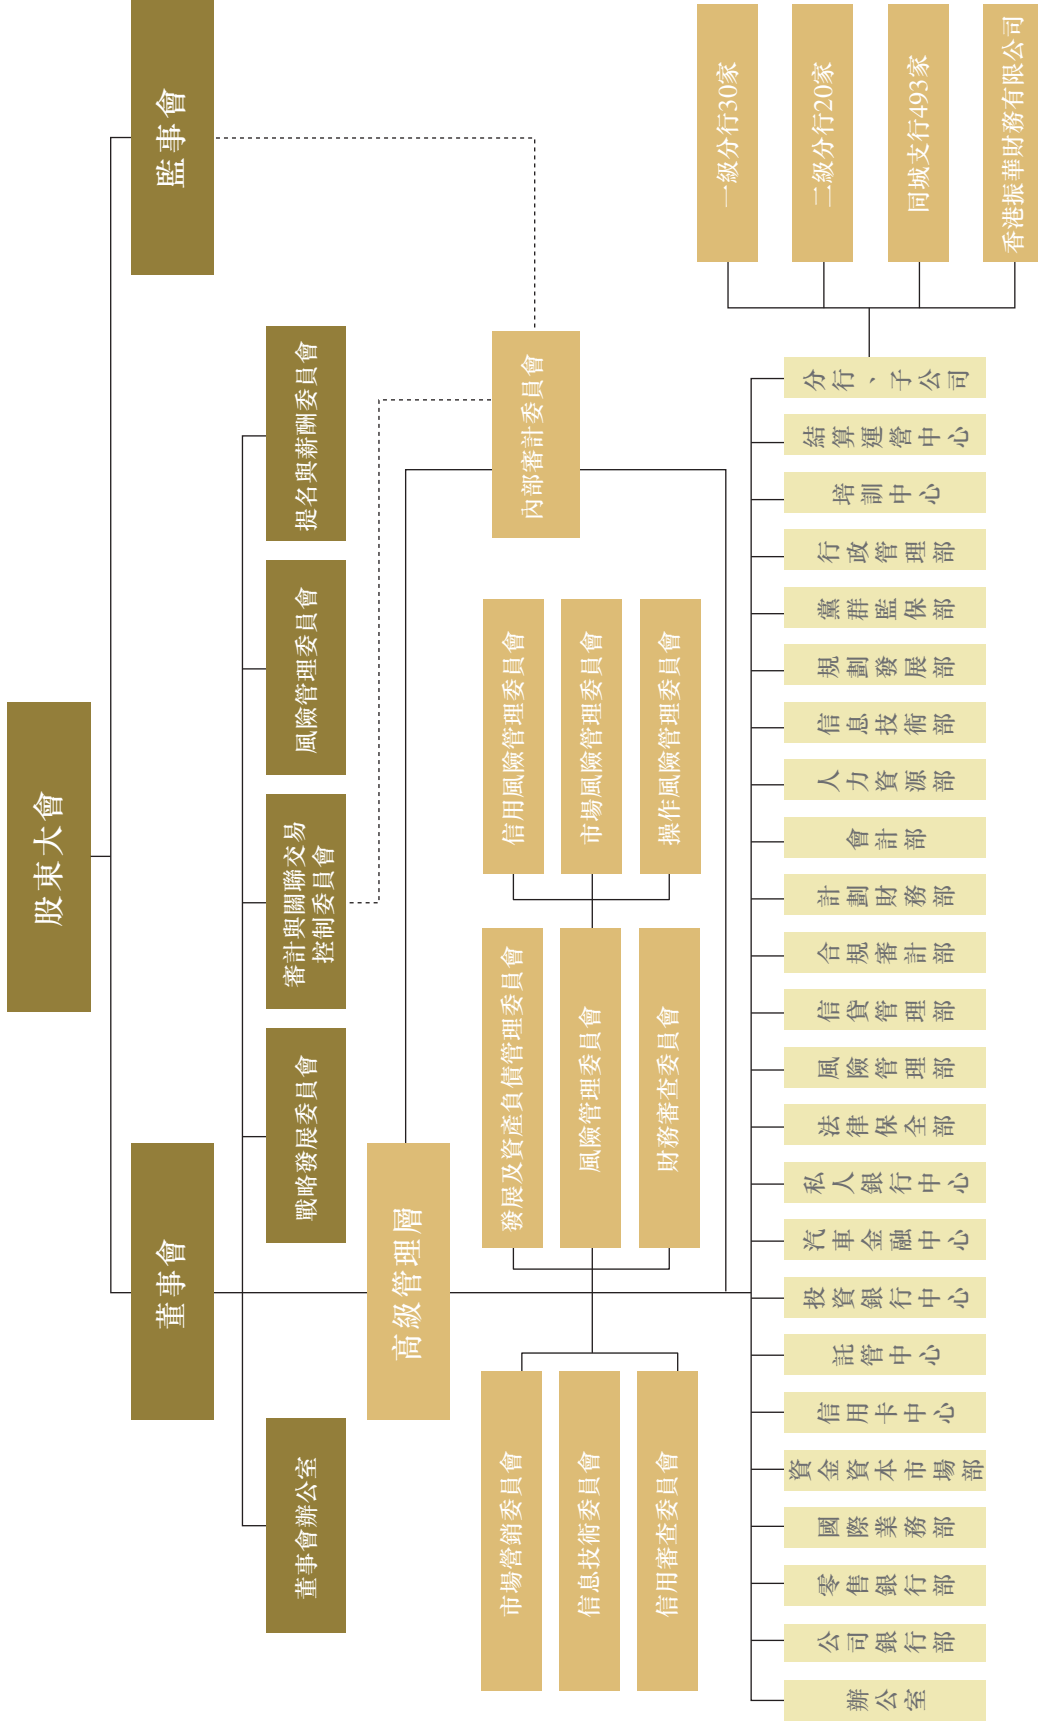 股東大會
董事會
監事會
董事會辦公室
戰略發展委員會
審計與關聯交易
控制委員會
風險管理委員會
提名與薪酬委員會
高級管理層
內部審計委員會
市場營銷委員會
信息技術委員會
信用審查委員會
發展及資產負債管理委員會
風險管理委員會
財務審查委員會
信用風險管理委員會
市場風險管理委員會
操作風險管理委員會
辦公室
公司銀行部
零售銀行部
國際業務部
資金資本市場部
信用卡中心
託管中心
投資銀行中心
汽車金融中心
私人銀行中心
法律保全部
風險管理部
信貸管理部
合規審計部
計劃財務部
會計部
人力資源部
信息技術部
規劃發展部
黨群監保部
行政管理部
培訓中心
結算運營中心
分行、子公司
一級分行30家
二級分行20家
同城支行493家
香港振華財務有限公司